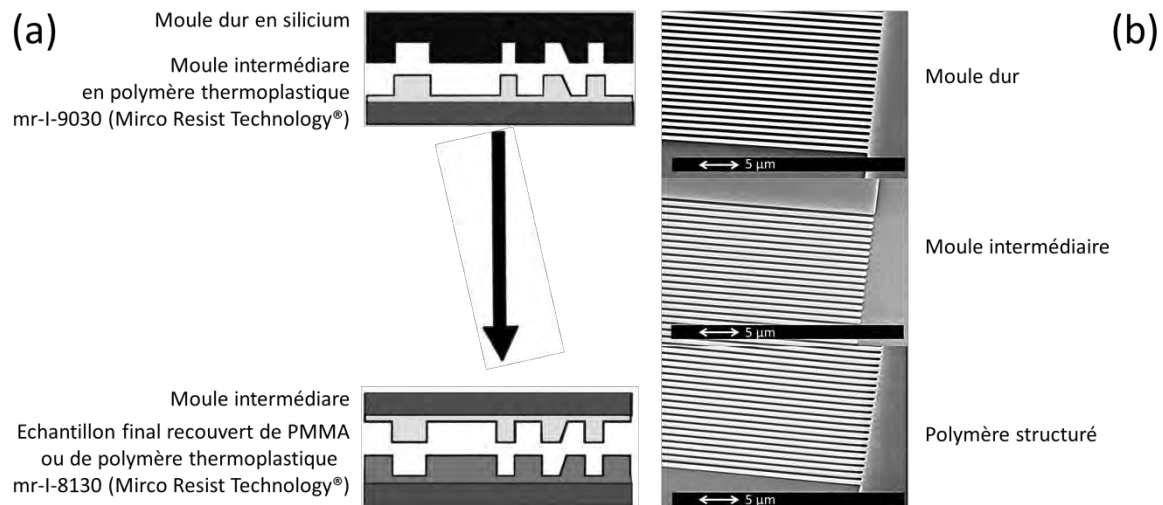 (a)
Moule dur en silicium
Moule intermédiare
en polymère thermoplastique
mr-I-9030 (Mirco Resist Technology®)
Moule intermédiare
Echantillon final recouvert de PMMA
ou de polymère thermoplastique
mr-I-8130 (Mirco Resist Technology®)
(b)
5 µm
Moule dur
5 µm
Moule intermédiaire
5 µm
Polymère structuré